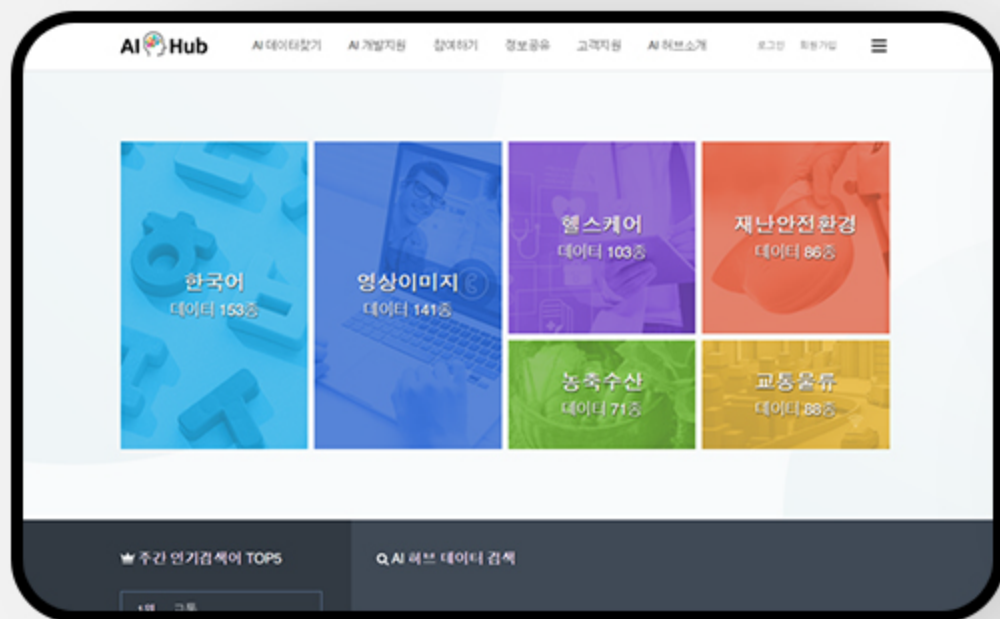 AI Hub
AI 데이터찾기 AI 개발지원 참여하기 정보공유 고객지원 AI 허브소개 로그인 회원가입
한국어
데이터 153종
영상이미지
데이터 141종
헬스케어
데이터 103종
재난안전환경
데이터 86종
농축수산
데이터 71종
교통물류
데이터 88종
주간 인기검색어 TOP5
AI 허브 데이터 검색
1위 교통